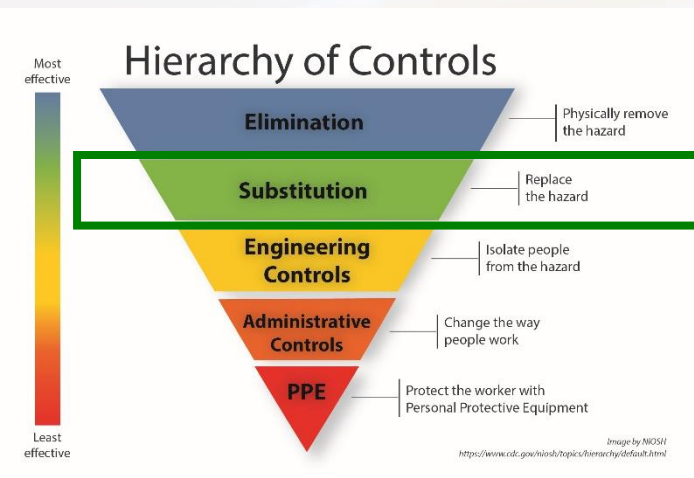 Hierarchy of Controls
Most
effective
Elimination
Physically remove
the hazard
Substitution
Replace
the hazard
Engineering
Controls
Isolate people
from the hazard
Administrative
Controls
Change the way
people work
PPE
Protect the worker with
Personal Protective Equipment
Least
effective
Image by NIOSH
https://www.cdc.gov/niosh/topics/hierarchy/default.html